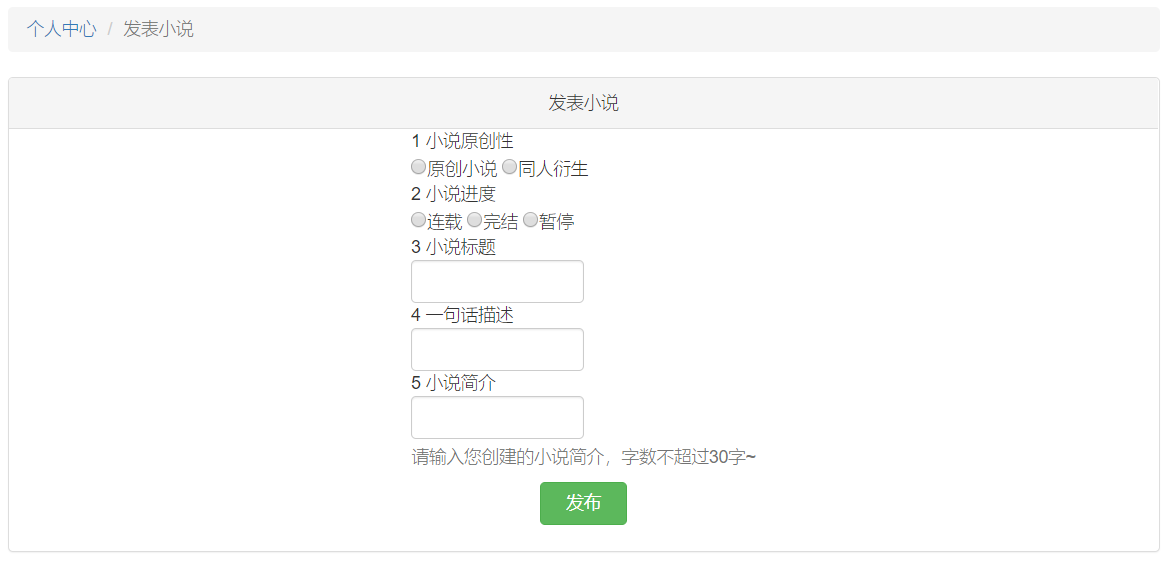 个人中心 / 发表小说
发表小说
1 小说原创性
原创小说 同人衍生
2 小说进度
连载 完结 暂停
3 小说标题
4 一句话描述
5 小说简介
请输入您创建的小说简介，字数不超过30字~
发布